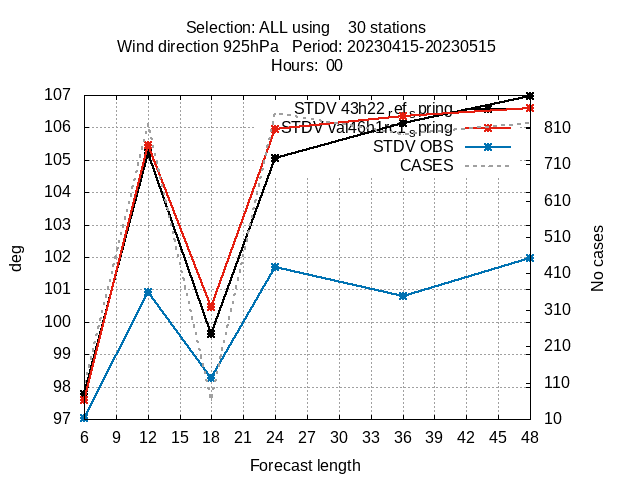 Selection: ALL using 30 stations
Wind direction 925hPa Period: 20230415-20230515
Hours: 00
107
106
105
104
103
102
101
100
99
98
97
deg
STDV 43h22_ref_spring
STDV
STDV OBS
CASES
810
710
610
510
410
310
210
110
10
No cases
6 9 12 15 18 21 24 27 30 33 36 39 42 45 48
Forecast length